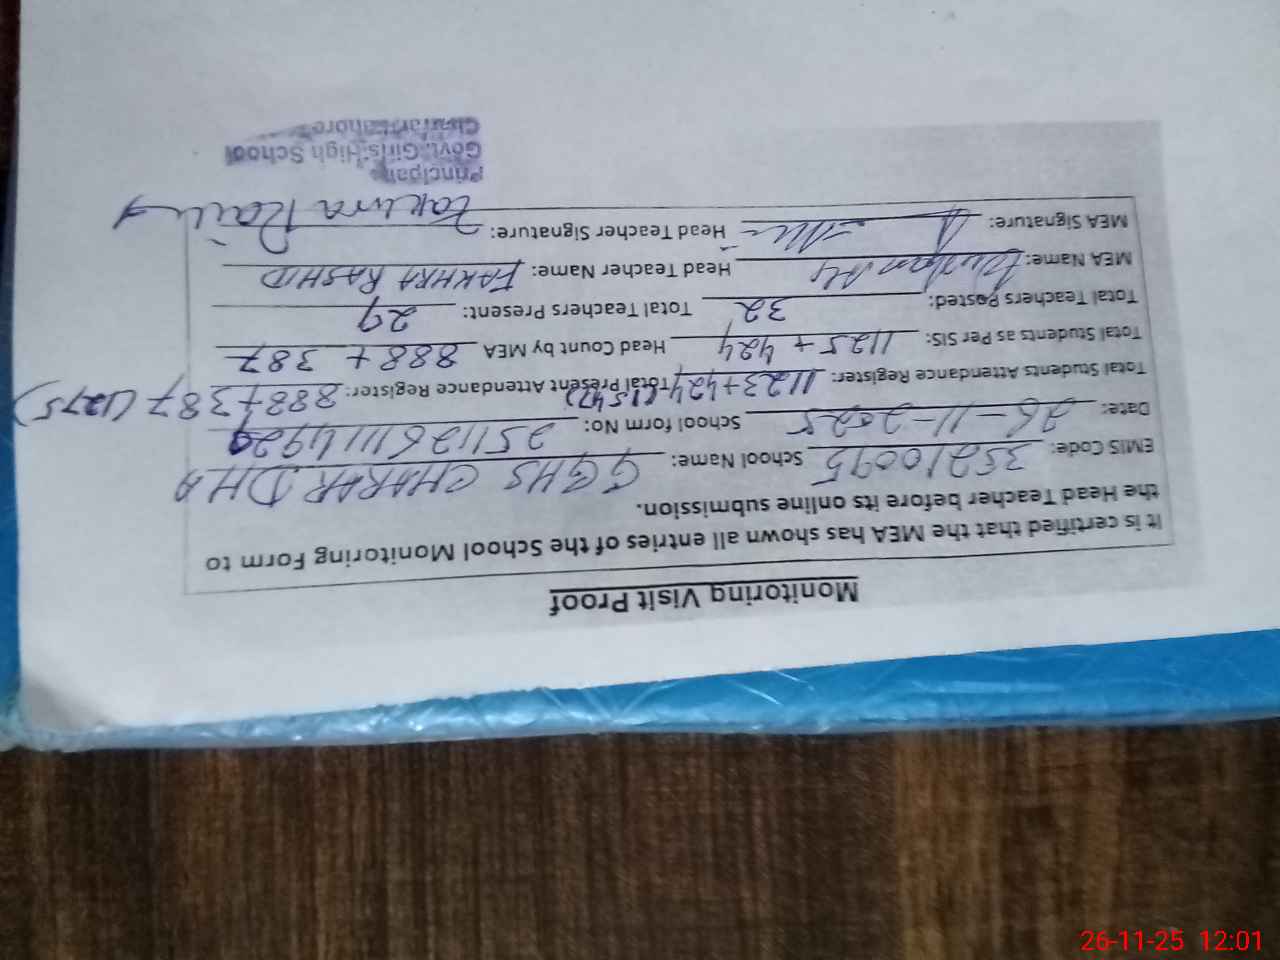 Monitoring Visit Proof
It is certified that the MEA has shown all entries of the School Monitoring Form to
the Head Teacher before its online submission.
EMIS Code: 35210095 School Name: GGHS CHARAR DHA
Date: 26-11-2025 School form No:
Total Students Attendance Register: 1123+424 (1547) Total Present Attendance Register: 888+387 (1275)
Total Students as Per SIS: 1125+424 Head Count by MEA 888+387
Total Teachers Posted: 32 Total Teachers Present: 29
MEA Name: Head Teacher Name: FAKHRA RASHID
MEA Signature: Head Teacher Signature:
Principal
Govt. Girls High School
Charar Lahore
26-11-25 12:01